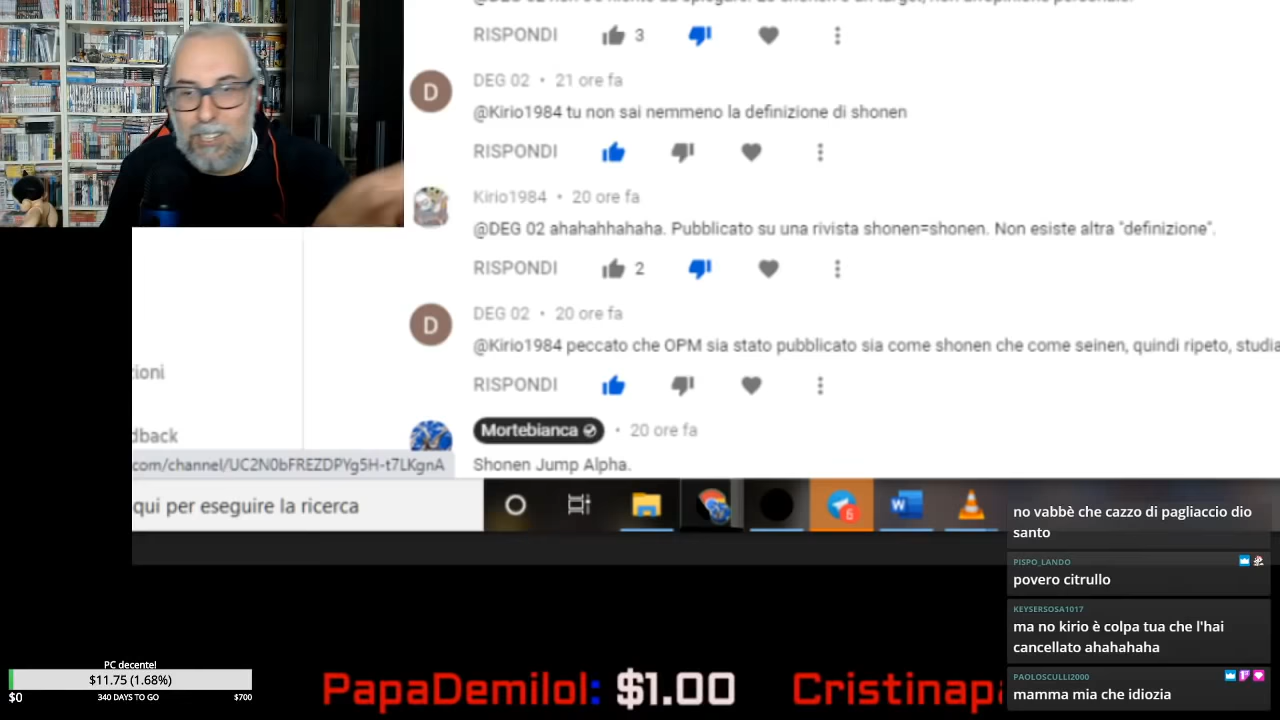 RISPONDI 3
D DEG 02 • 21 ore fa
@Kirio1984 tu non sai nemmeno la definizione di shonen
RISPONDI
Kirio1984 • 20 ore fa
@DEG 02 ahahahhahaha. Pubblicato su una rivista shonen=shonen. Non esiste altra "definizione".
RISPONDI 2
D DEG 02 • 20 ore fa
@Kirio1984 peccato che OPM sia stato pubblicato sia come shonen che come seinen, quindi ripeto, studia
RISPONDI
Mortebianca • 20 ore fa
Shonen Jump Alpha.
zioni
dback
com/channel/UC2N0bFREZDPYg5H-t7LKgnA
qui per eseguire la ricerca
6
W
no vabbè che cazzo di pagliaccio dio
santo
PISPO_LANDO
povero citrullo
KEYSERSOSA1017
ma no kirio è colpa tua che l'hai
cancellato ahahahaha
PAOLOSCULLI2000
mamma mia che idiozia
PC decente!
$11.75 (1.68%)
$0 340 DAYS TO GO $700
PapaDemilol: $1.00 Cristinapa